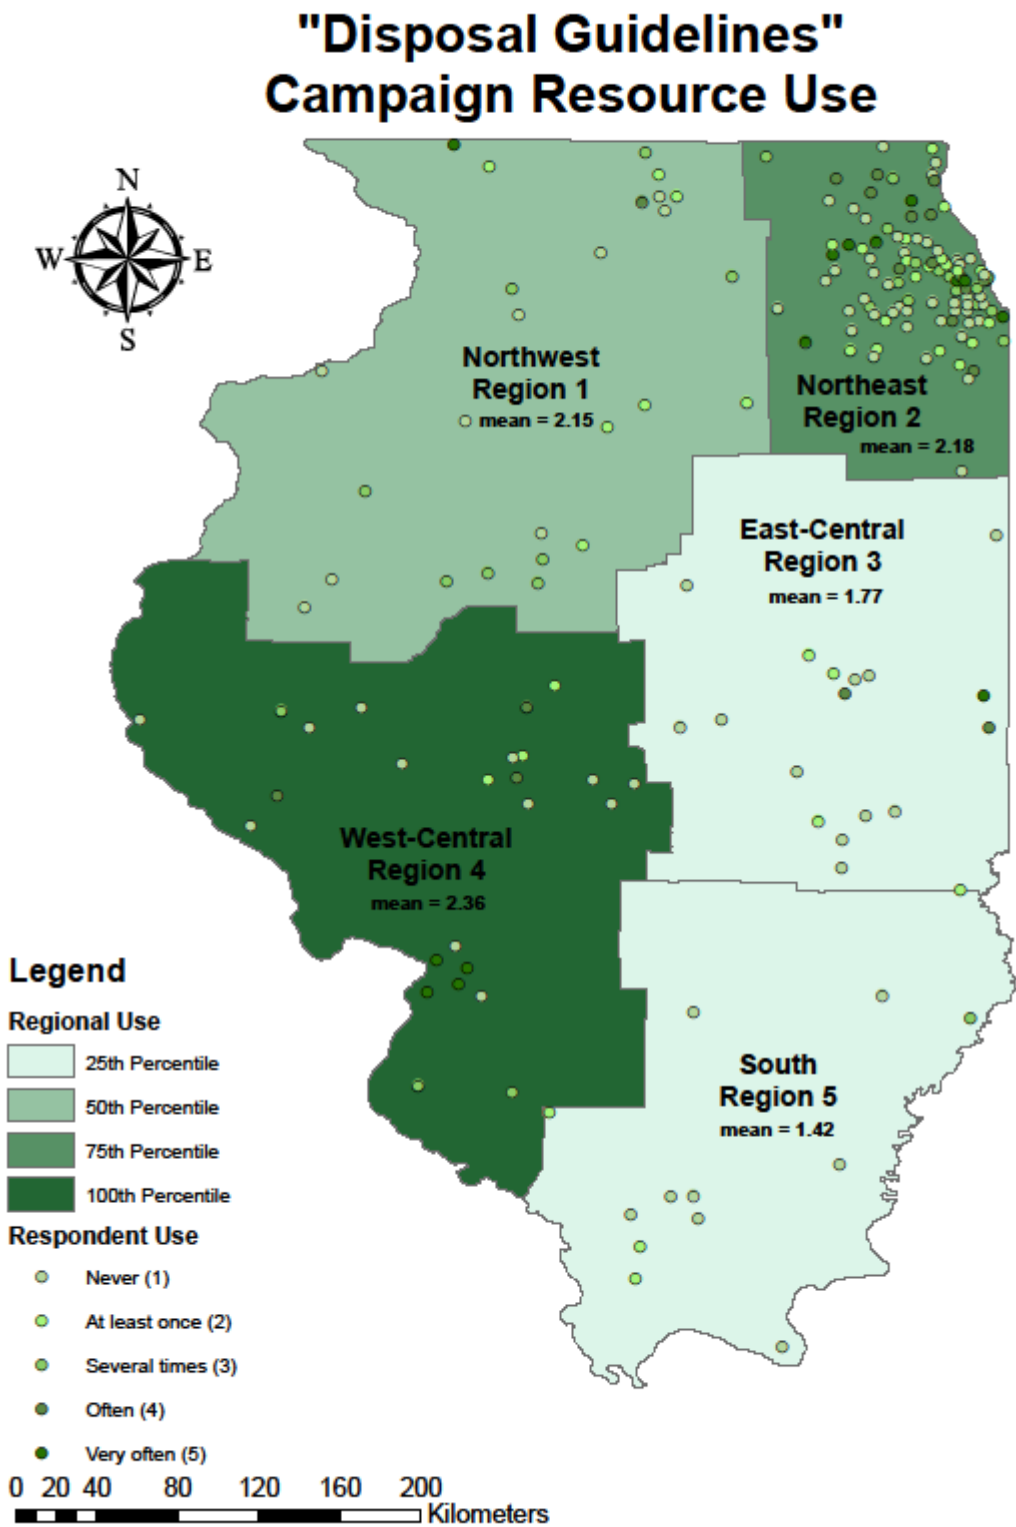 "Disposal Guidelines"
Campaign Resource Use
N
W
E
S
Northwest
Region 1
mean = 2.15
Northeast
Region 2
mean = 2.18
East-Central
Region 3
mean = 1.77
West-Central
Region 4
mean = 2.36
South
Region 5
mean = 1.42
Legend
Regional Use
25th Percentile
50th Percentile
75th Percentile
100th Percentile
Respondent Use
Never (1)
At least once (2)
Several times (3)
Often (4)
Very often (5)
0 20 40 80 120 160 200
Kilometers